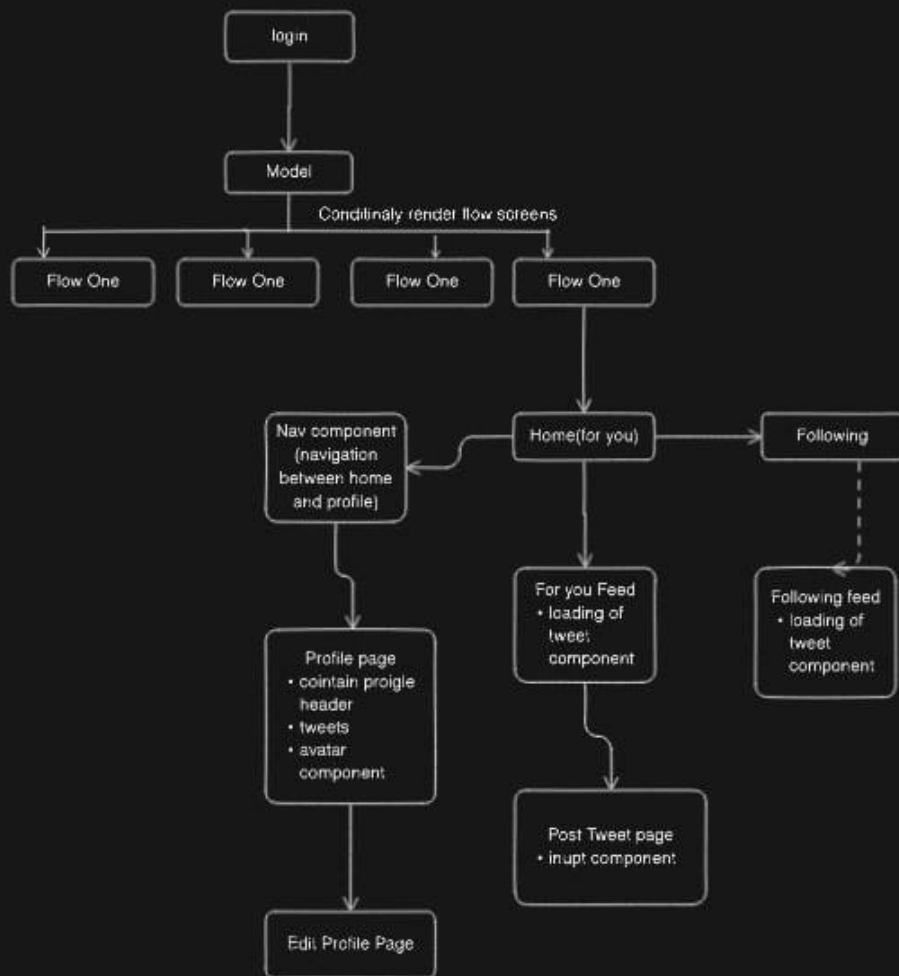 login
Model
Conditinaly render flow screens
Flow One
Flow One
Flow One
Flow One
Nav component
(navigation
between home
and profile)
Home(for you)
Following
For you Feed
• loading of
tweet
component
Following feed
• loading of
tweet
component
Profile page
• cointain proigle
header
• tweets
• avatar
component
Post Tweet page
• inupt component
Edit Profile Page